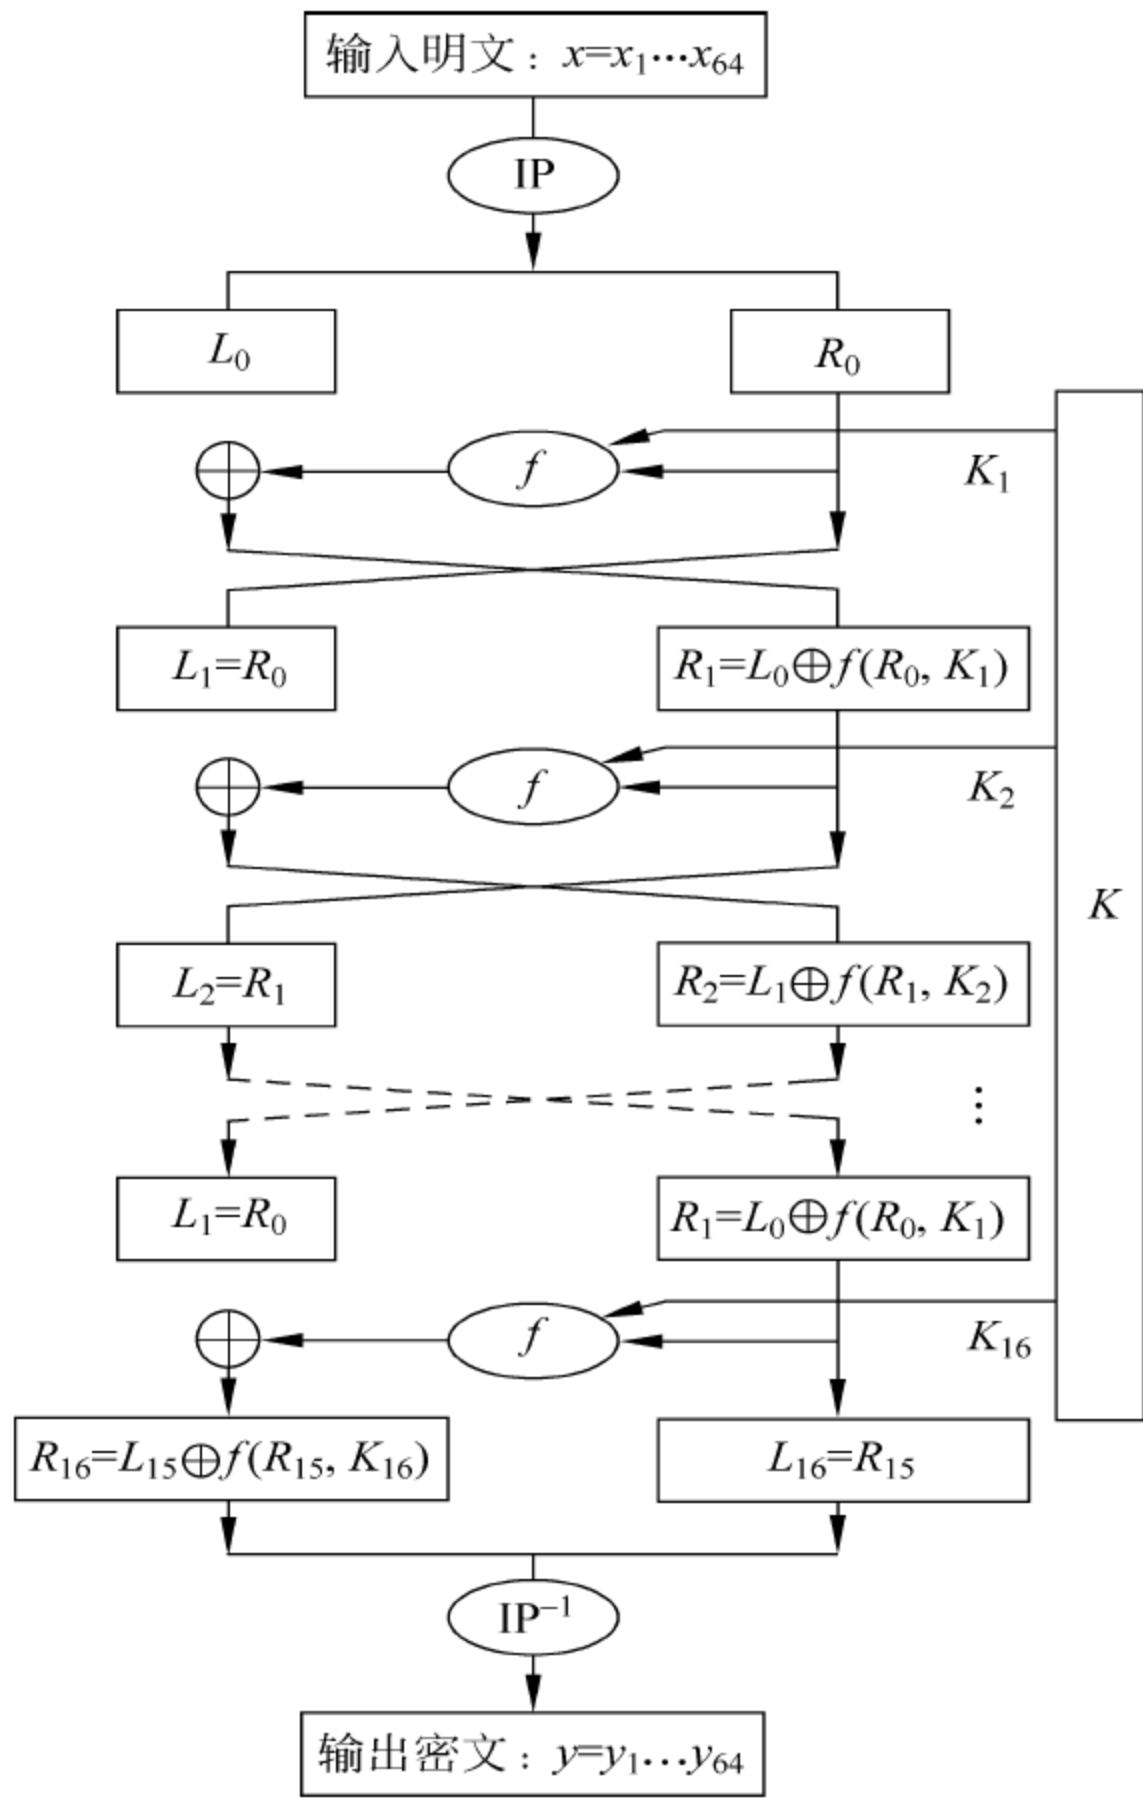 输入明文：x=x₁…x₆₄
IP
L₀
R₀
f
K₁
L₁=R₀
R₁=L₀⊕f(R₀, K₁)
f
K₂
K
L₂=R₁
R₂=L₁⊕f(R₁, K₂)
⋮
L₁=R₀
R₁=L₀⊕f(R₀, K₁)
f
K₁₆
R₁₆=L₁₅⊕f(R₁₅, K₁₆)
L₁₆=R₁₅
IP⁻¹
输出密文：y=y₁…y₆₄